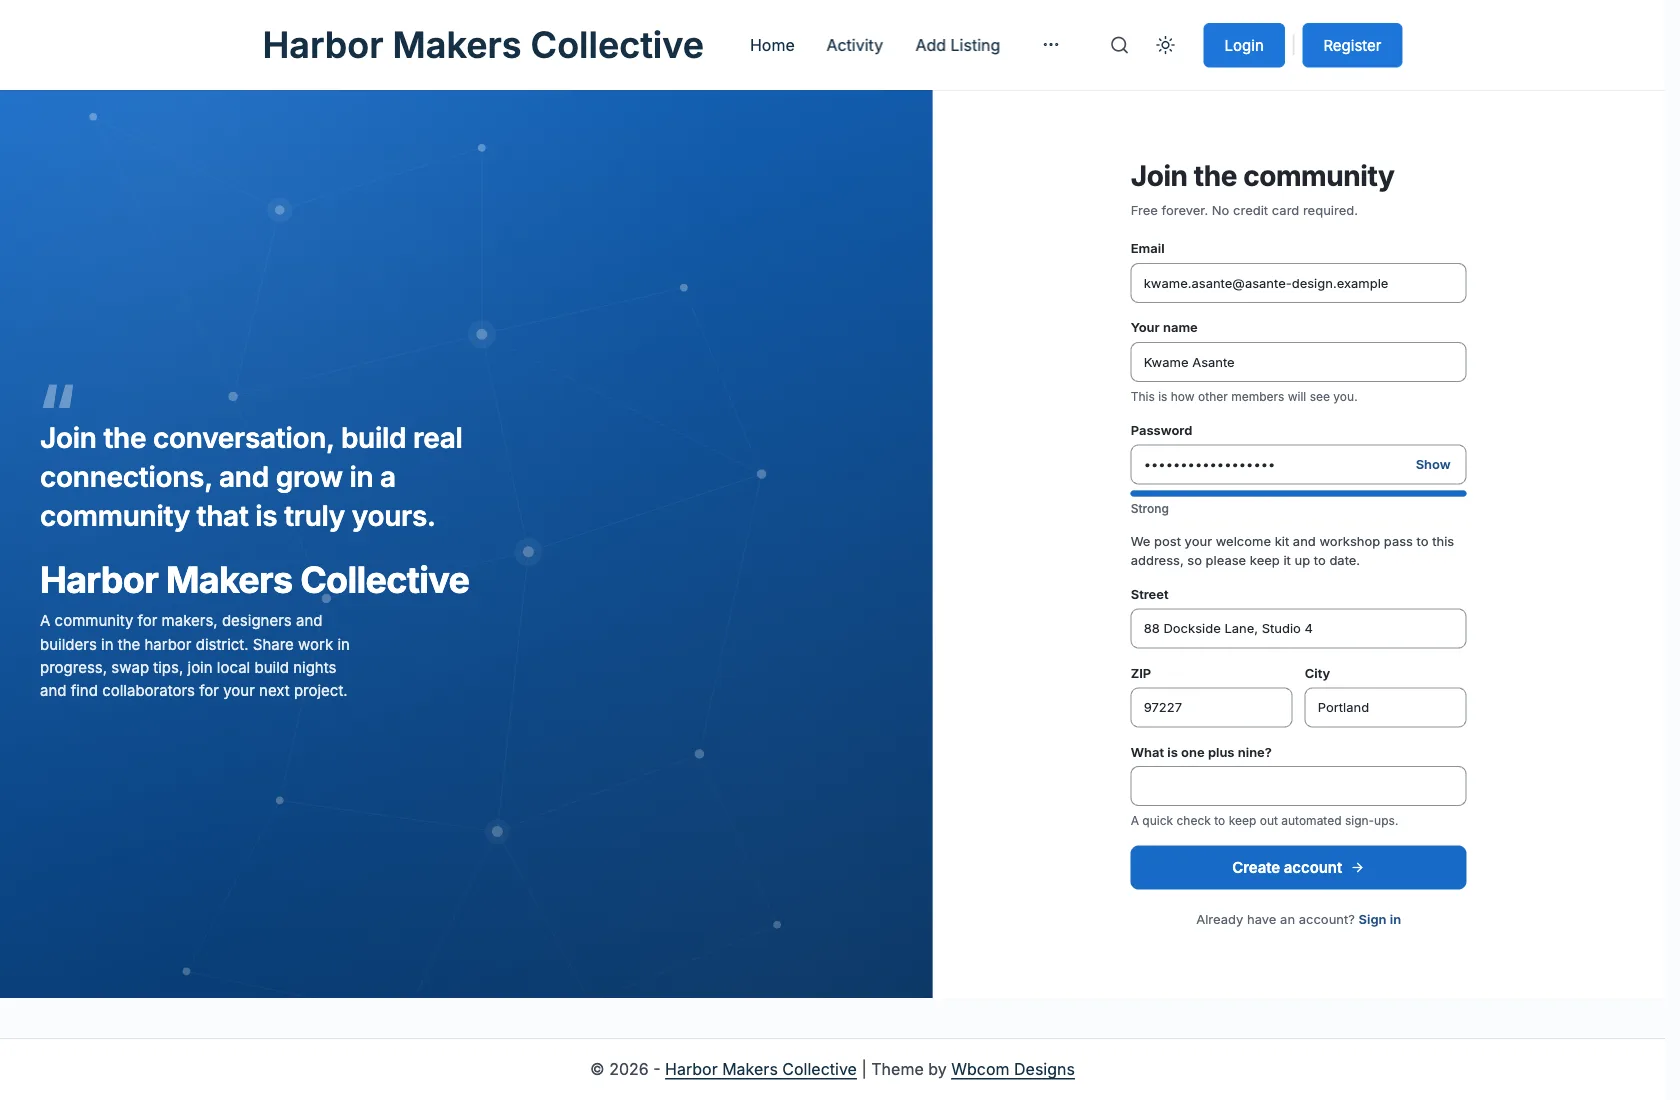 Harbor Makers Collective
Home
Activity
Add Listing
Login
Register
Join the conversation, build real
connections, and grow in a
community that is truly yours.
Harbor Makers Collective
A community for makers, designers and
builders in the harbor district. Share work in
progress, swap tips, join local build nights
and find collaborators for your next project.
Join the community
Free forever. No credit card required.
Email
kwame.asante@asante-design.example
Your name
Kwame Asante
This is how other members will see you.
Password
••••••••••••••••••
Show
Strong
We post your welcome kit and workshop pass to this
address, so please keep it up to date.
Street
88 Dockside Lane, Studio 4
ZIP
City
97227
Portland
What is one plus nine?
A quick check to keep out automated sign-ups.
Create account →
Already have an account? Sign in
© 2026 - Harbor Makers Collective | Theme by Wbcom Designs